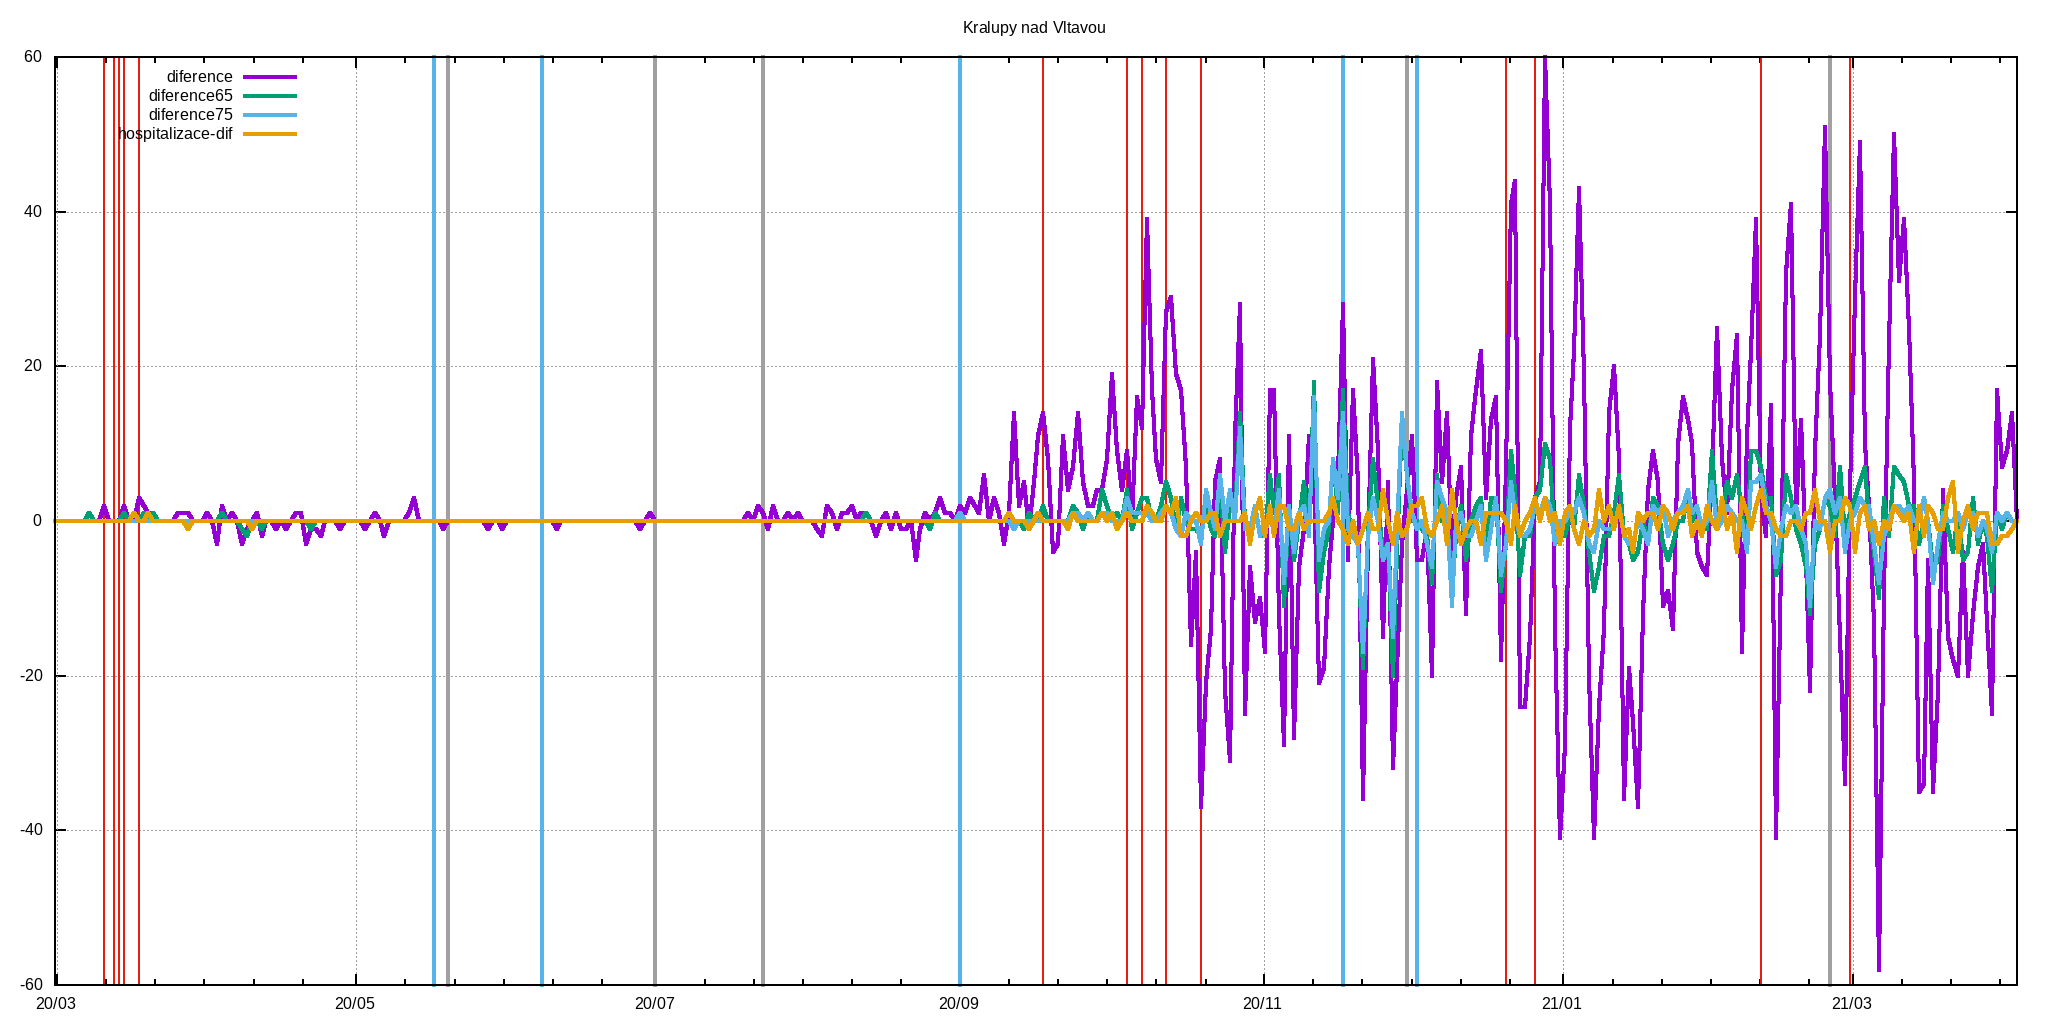 Kralupy nad Vltavou
60
40
20
0
-20
-40
-60
diference
diference65
diference75
hospitalizace-dif
20/03
20/05
20/07
20/09
20/11
21/01
21/03